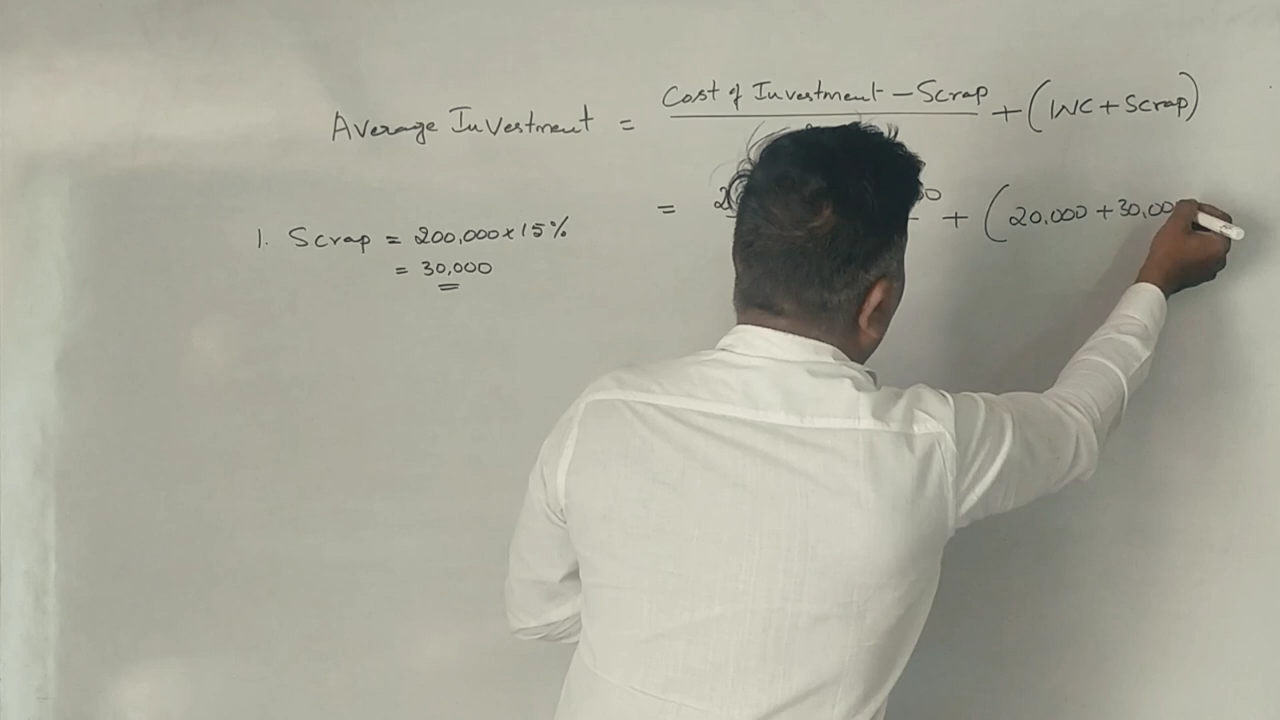 Average Investment = Cost of Investment - Scrap + (WC + Scrap)
= + (20,000 + 30,00
1. Scrap = 200,000 x 15%
= 30,000